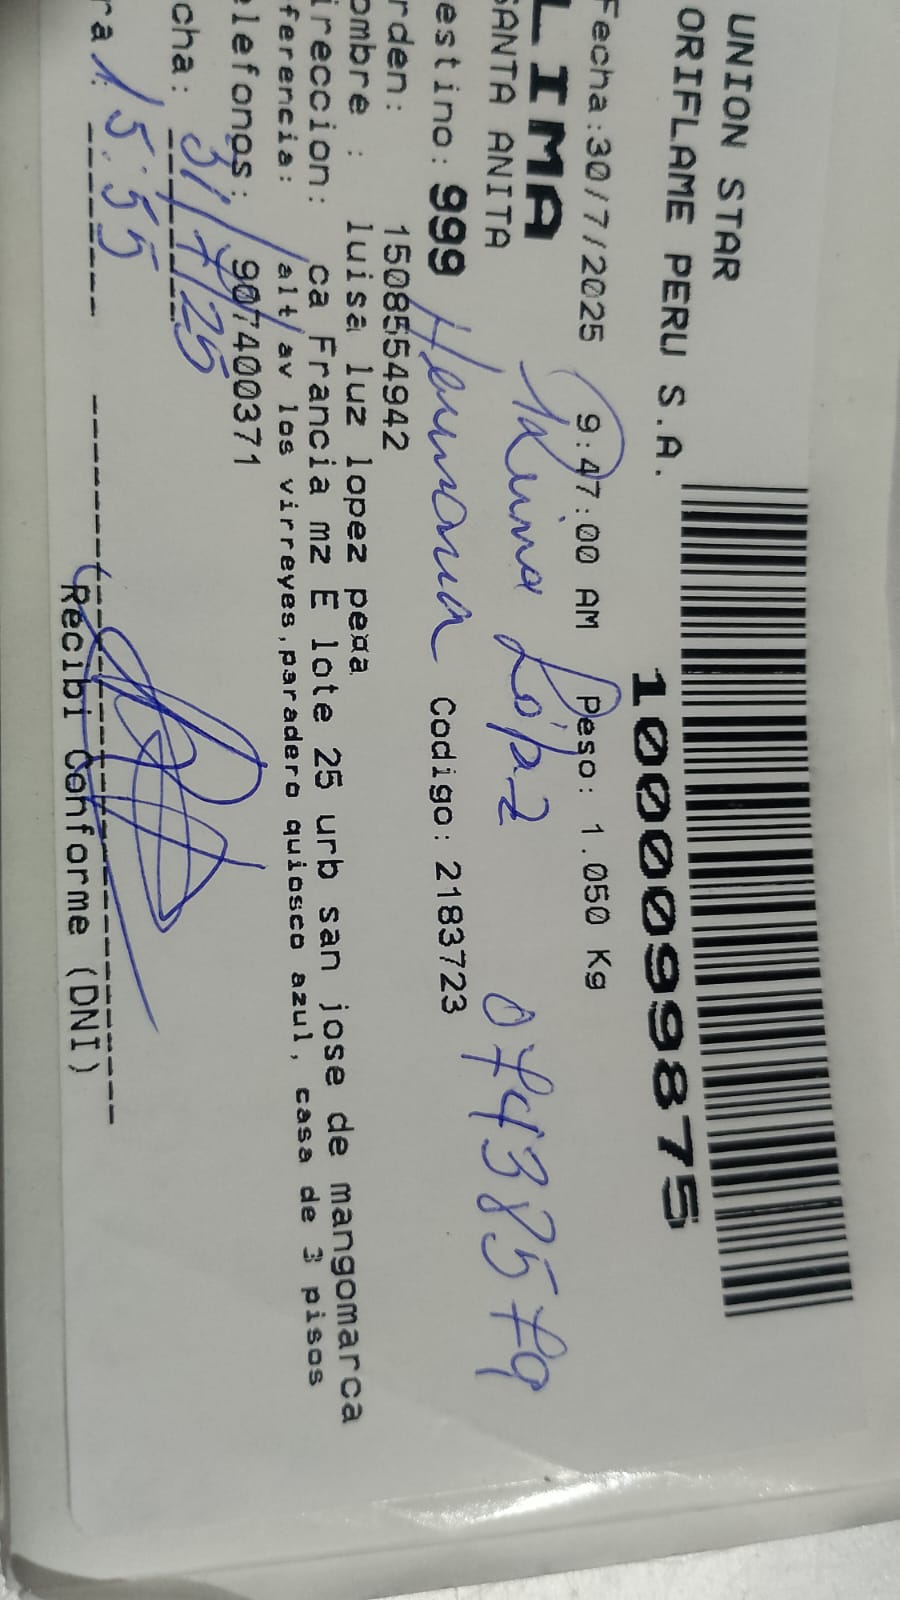 UNION STAR
ORIFLAME PERU S.A.
1000099875
Fecha:30/7/2025 9:47:00 AM Peso: 1.050 Kg
LIMA
SANTA ANITA López 07438579
estino: 999 Hermana Codigo: 2183723
rden: 1508554942
ombre : luisa luz lopez peña
ireccion: ca Francia mz E lote 25 urb san jose de mangomarca
ferencia: alt av los virreyes,paradero quiosco azul, casa de 3 pisos
elefonos: 907400371
cha: 31/7/25
ra 15:55
Recibi Conforme (DNI)